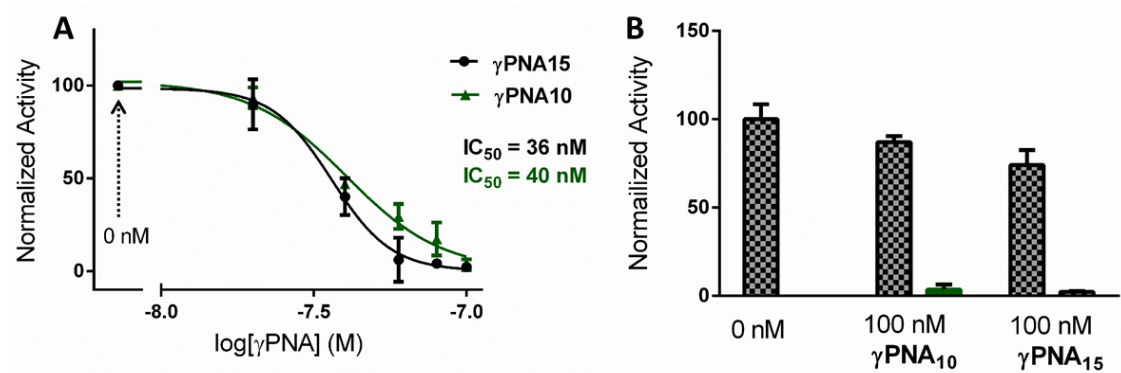 A
Normalized Activity
100
50
0
0 nM
-8.0
-7.5
-7.0
log[γPNA] (M)
γPNA15
γPNA10
IC₅₀ = 36 nM
IC₅₀ = 40 nM
B
Normailized Activity
150
100
50
0
0 nM
100 nM
γPNA₁₀
100 nM
γPNA₁₅